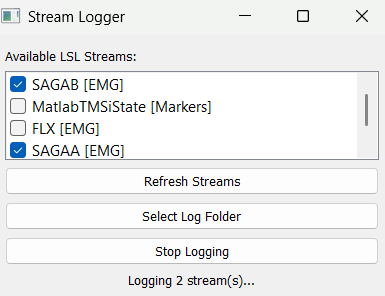 Stream Logger
Available LSL Streams:
SAGAB [EMG]
MatlabTMSiState [Markers]
FLX [EMG]
SAGAA [EMG]
Refresh Streams
Select Log Folder
Stop Logging
Logging 2 stream(s)...